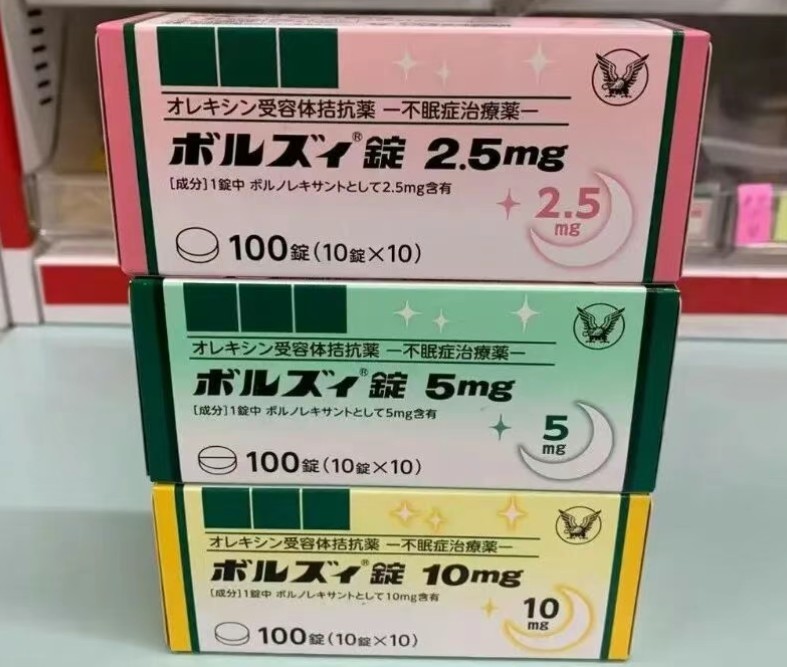 オレキシン受容体拮抗薬 ―不眠症治療薬―
ボルズィ®錠 2.5mg
[成分]1錠中 ボルノレキサントとして2.5mg含有
2.5
mg
100錠(10錠×10)
オレキシン受容体拮抗薬 ―不眠症治療薬―
ボルズィ®錠 5mg
[成分]1錠中 ボルノレキサントとして5mg含有
5
mg
100錠(10錠×10)
オレキシン受容体拮抗薬 ―不眠症治療薬―
ボルズィ®錠 10mg
[成分]1錠中 ボルノレキサントとして10mg含有
10
mg
100錠(10錠×10)